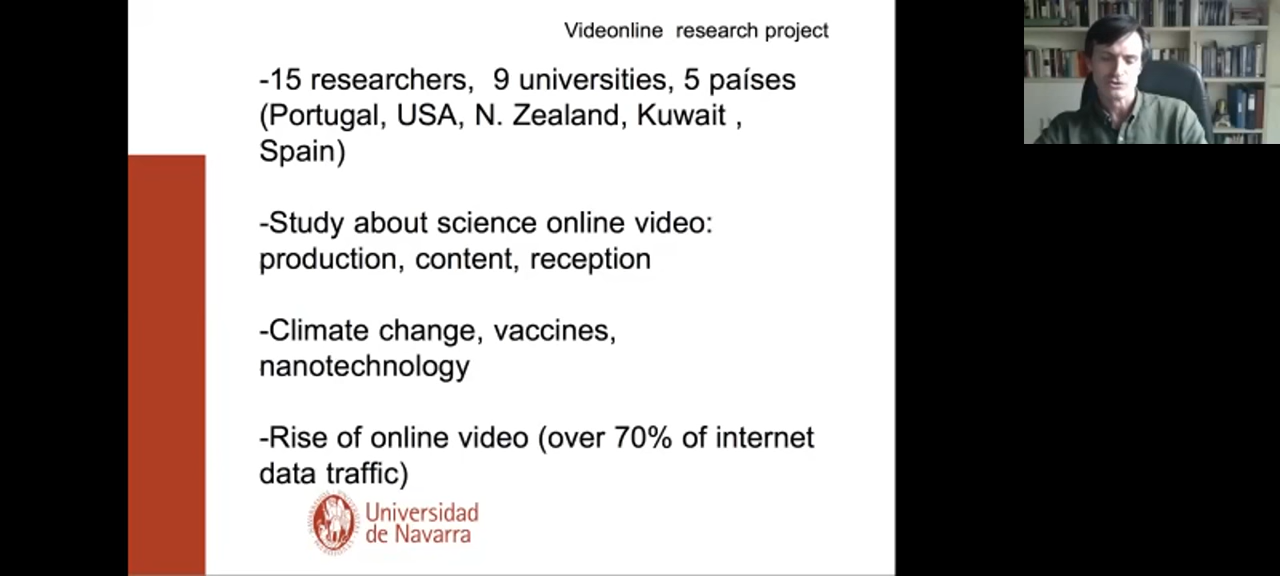 Videonline  research project
-15 researchers,  9 universities, 5 países
(Portugal, USA, N. Zealand, Kuwait ,
Spain)
-Study about science online video:
production, content, reception
-Climate change, vaccines,
nanotechnology
-Rise of online video (over 70% of internet
data traffic)
Universidad
de Navarra